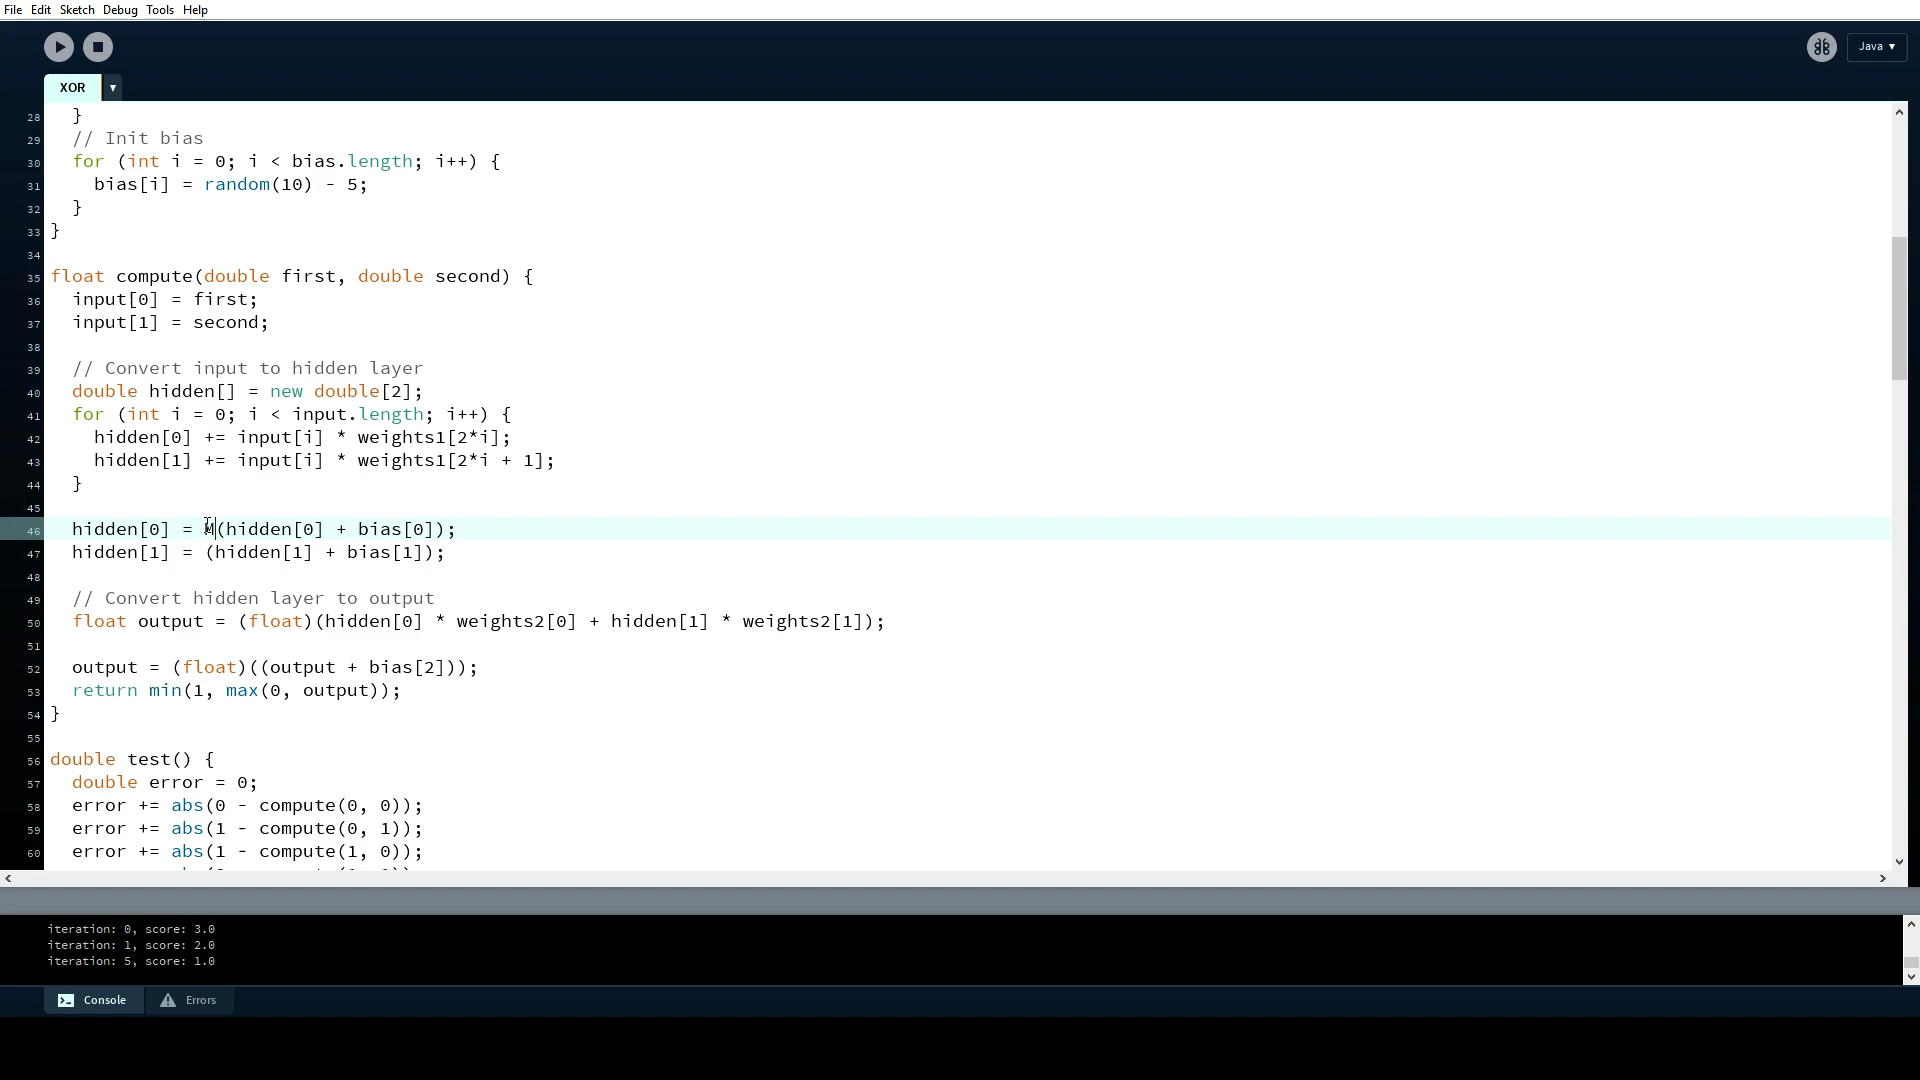 File Edit Sketch Debug Tools Help
Java ▾
XOR ▾
28 }
29 // Init bias
30 for (int i = 0; i < bias.length; i++) {
31 bias[i] = random(10) - 5;
32 }
33 }
34
35 float compute(double first, double second) {
36 input[0] = first;
37 input[1] = second;
38
39 // Convert input to hidden layer
40 double hidden[] = new double[2];
41 for (int i = 0; i < input.length; i++) {
42 hidden[0] += input[i] * weights1[2*i];
43 hidden[1] += input[i] * weights1[2*i + 1];
44 }
45
46 hidden[0] = M(hidden[0] + bias[0]);
47 hidden[1] = (hidden[1] + bias[1]);
48
49 // Convert hidden layer to output
50 float output = (float)(hidden[0] * weights2[0] + hidden[1] * weights2[1]);
51
52 output = (float)((output + bias[2]));
53 return min(1, max(0, output));
54 }
55
56 double test() {
57 double error = 0;
58 error += abs(0 - compute(0, 0));
59 error += abs(1 - compute(0, 1));
60 error += abs(1 - compute(1, 0));
iteration: 0, score: 3.0
iteration: 1, score: 2.0
iteration: 5, score: 1.0
Console Errors